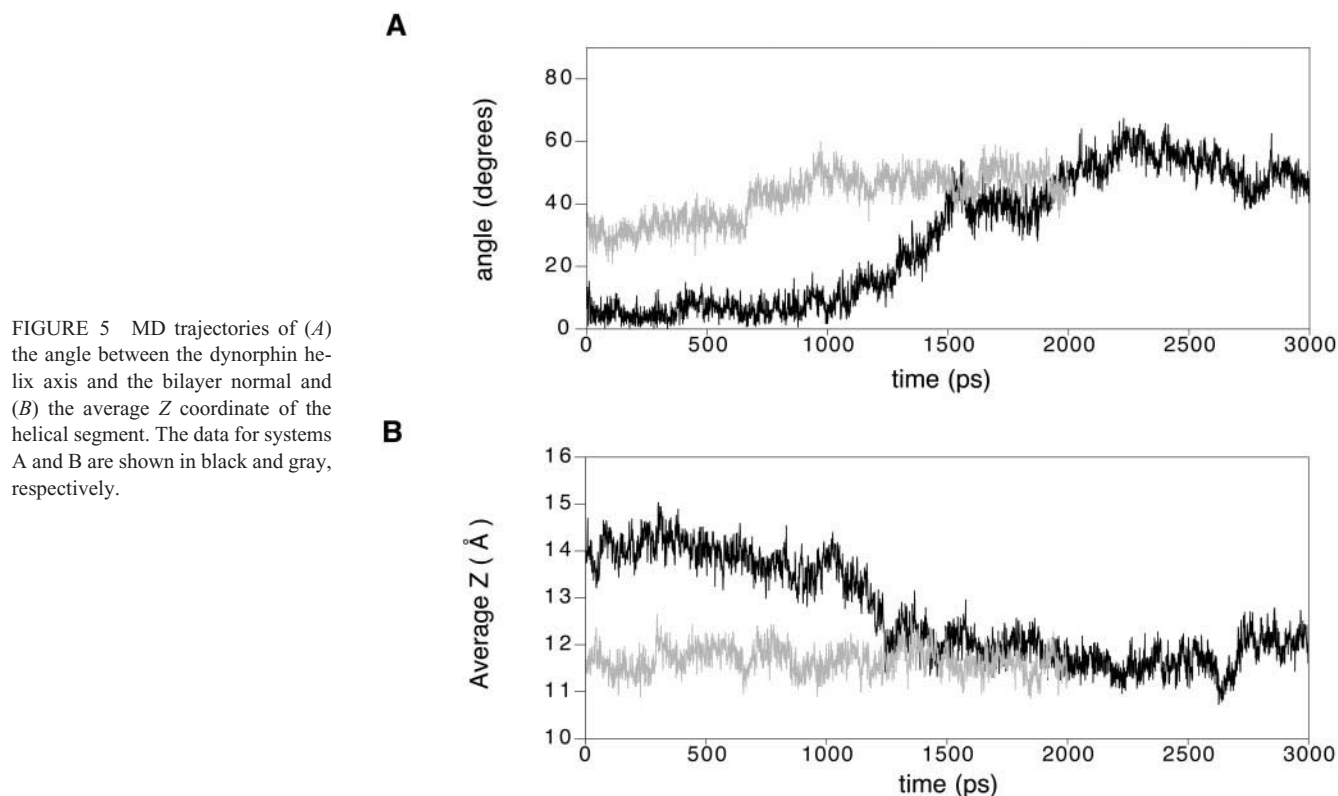 A
angle (degrees)
80
60
40
20
0
0 500 1000 1500 2000 2500 3000
time (ps)
FIGURE 5 MD trajectories of (A)
the angle between the dynorphin he-
lix axis and the bilayer normal and
(B) the average Z coordinate of the
helical segment. The data for systems
A and B are shown in black and gray,
respectively.
B
Average Z ( Å )
16
15
14
13
12
11
10
0 500 1000 1500 2000 2500 3000
time (ps)